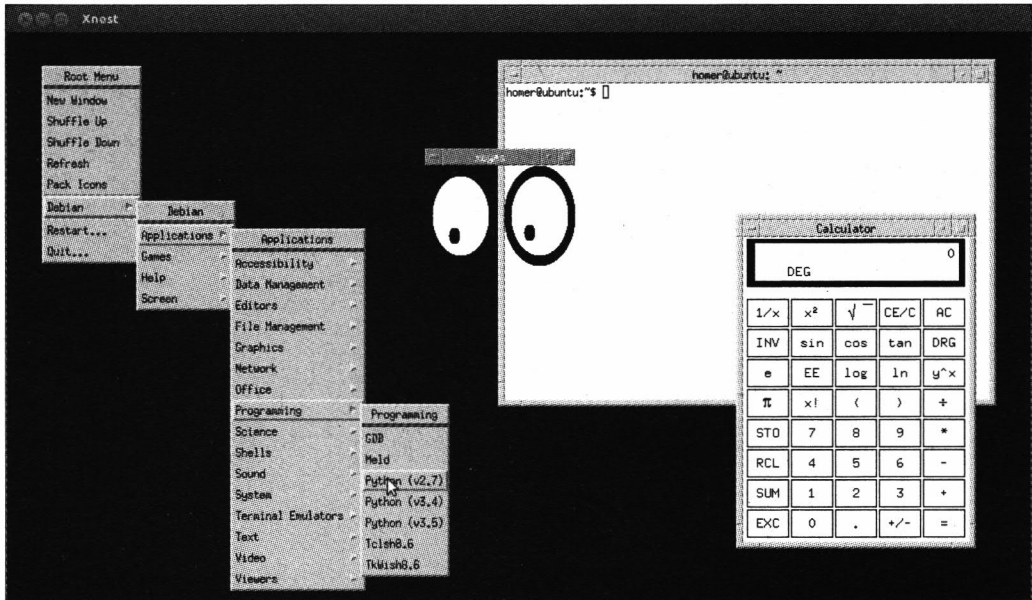 Xnest
Root Menu
New Window
Shuffle Up
Shuffle Down
Refresh
Pack Icons
Debian
Restart...
Quit...
Debian
Applications
Games
Help
Screen
Applications
Accessibility
Data Management
Editors
File Management
Graphics
Network
Office
Programming
Science
Shells
Sound
System
Terminal Emulators
Text
Video
Viewers
Programming
GDB
Meld
Python (v2.7)
Python (v3.4)
Python (v3.5)
Tclsh8.6
TkWish8.6
xeyes
homer@ubuntu: ~
homer@ubuntu:~$
Calculator
0
DEG
1/x x² √‾ CE/C AC
INV sin cos tan DRG
e EE log ln y^x
π x! ( ) ÷
STO 7 8 9 *
RCL 4 5 6 -
SUM 1 2 3 +
EXC 0 . +/- =